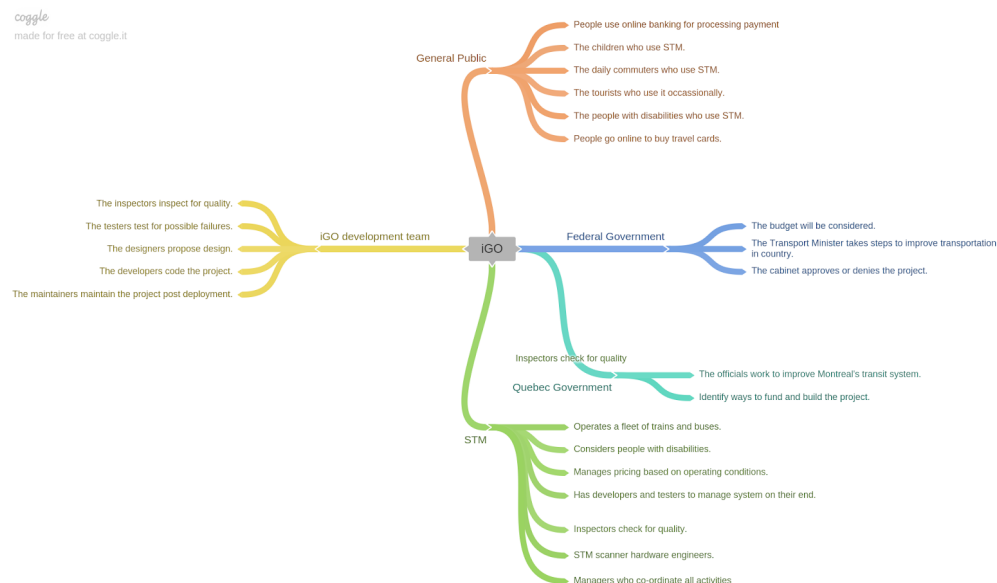 coggle
made for free at coggle.it
General Public
People use online banking for processing payment
The children who use STM.
The daily commuters who use STM.
The tourists who use it occassionally.
The people with disabilities who use STM.
People go online to buy travel cards.
iGO development team
The inspectors inspect for quality.
The testers test for possible failures.
The designers propose design.
The developers code the project.
The maintainers maintain the project post deployment.
iGO
Federal Government
The budget will be considered.
The Transport Minister takes steps to improve transportation
in country.
The cabinet approves or denies the project.
Inspectors check for quality
Quebec Government
The officials work to improve Montreal's transit system.
Identify ways to fund and build the project.
STM
Operates a fleet of trains and buses.
Considers people with disabilities.
Manages pricing based on operating conditions.
Has developers and testers to manage system on their end.
Inspectors check for quality.
STM scanner hardware engineers.
Managers who co-ordinate all activities